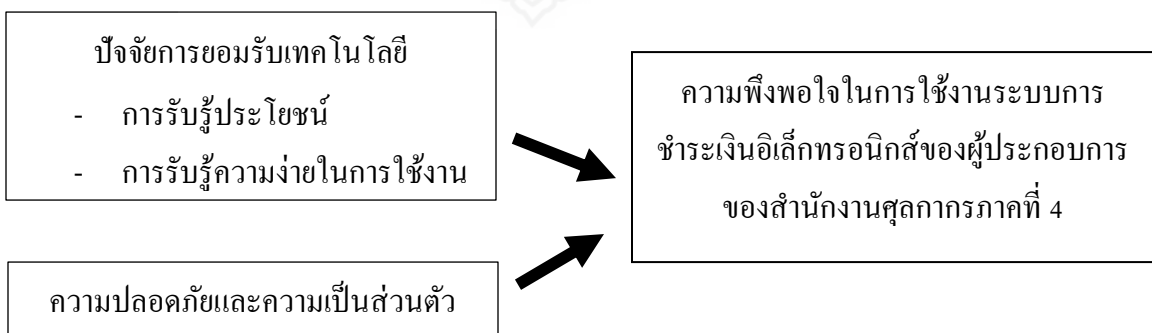 ปัจจัยการยอมรับเทคโนโลยี
- การรับรู้ประโยชน์
- การรับรู้ความง่ายในการใช้งาน
ความปลอดภัยและความเป็นส่วนตัว
ความพึงพอใจในการใช้งานระบบการ
ชำระเงินอิเล็กทรอนิกส์ของผู้ประกอบการ
ของสำนักงานศุลกากรภาคที่ 4